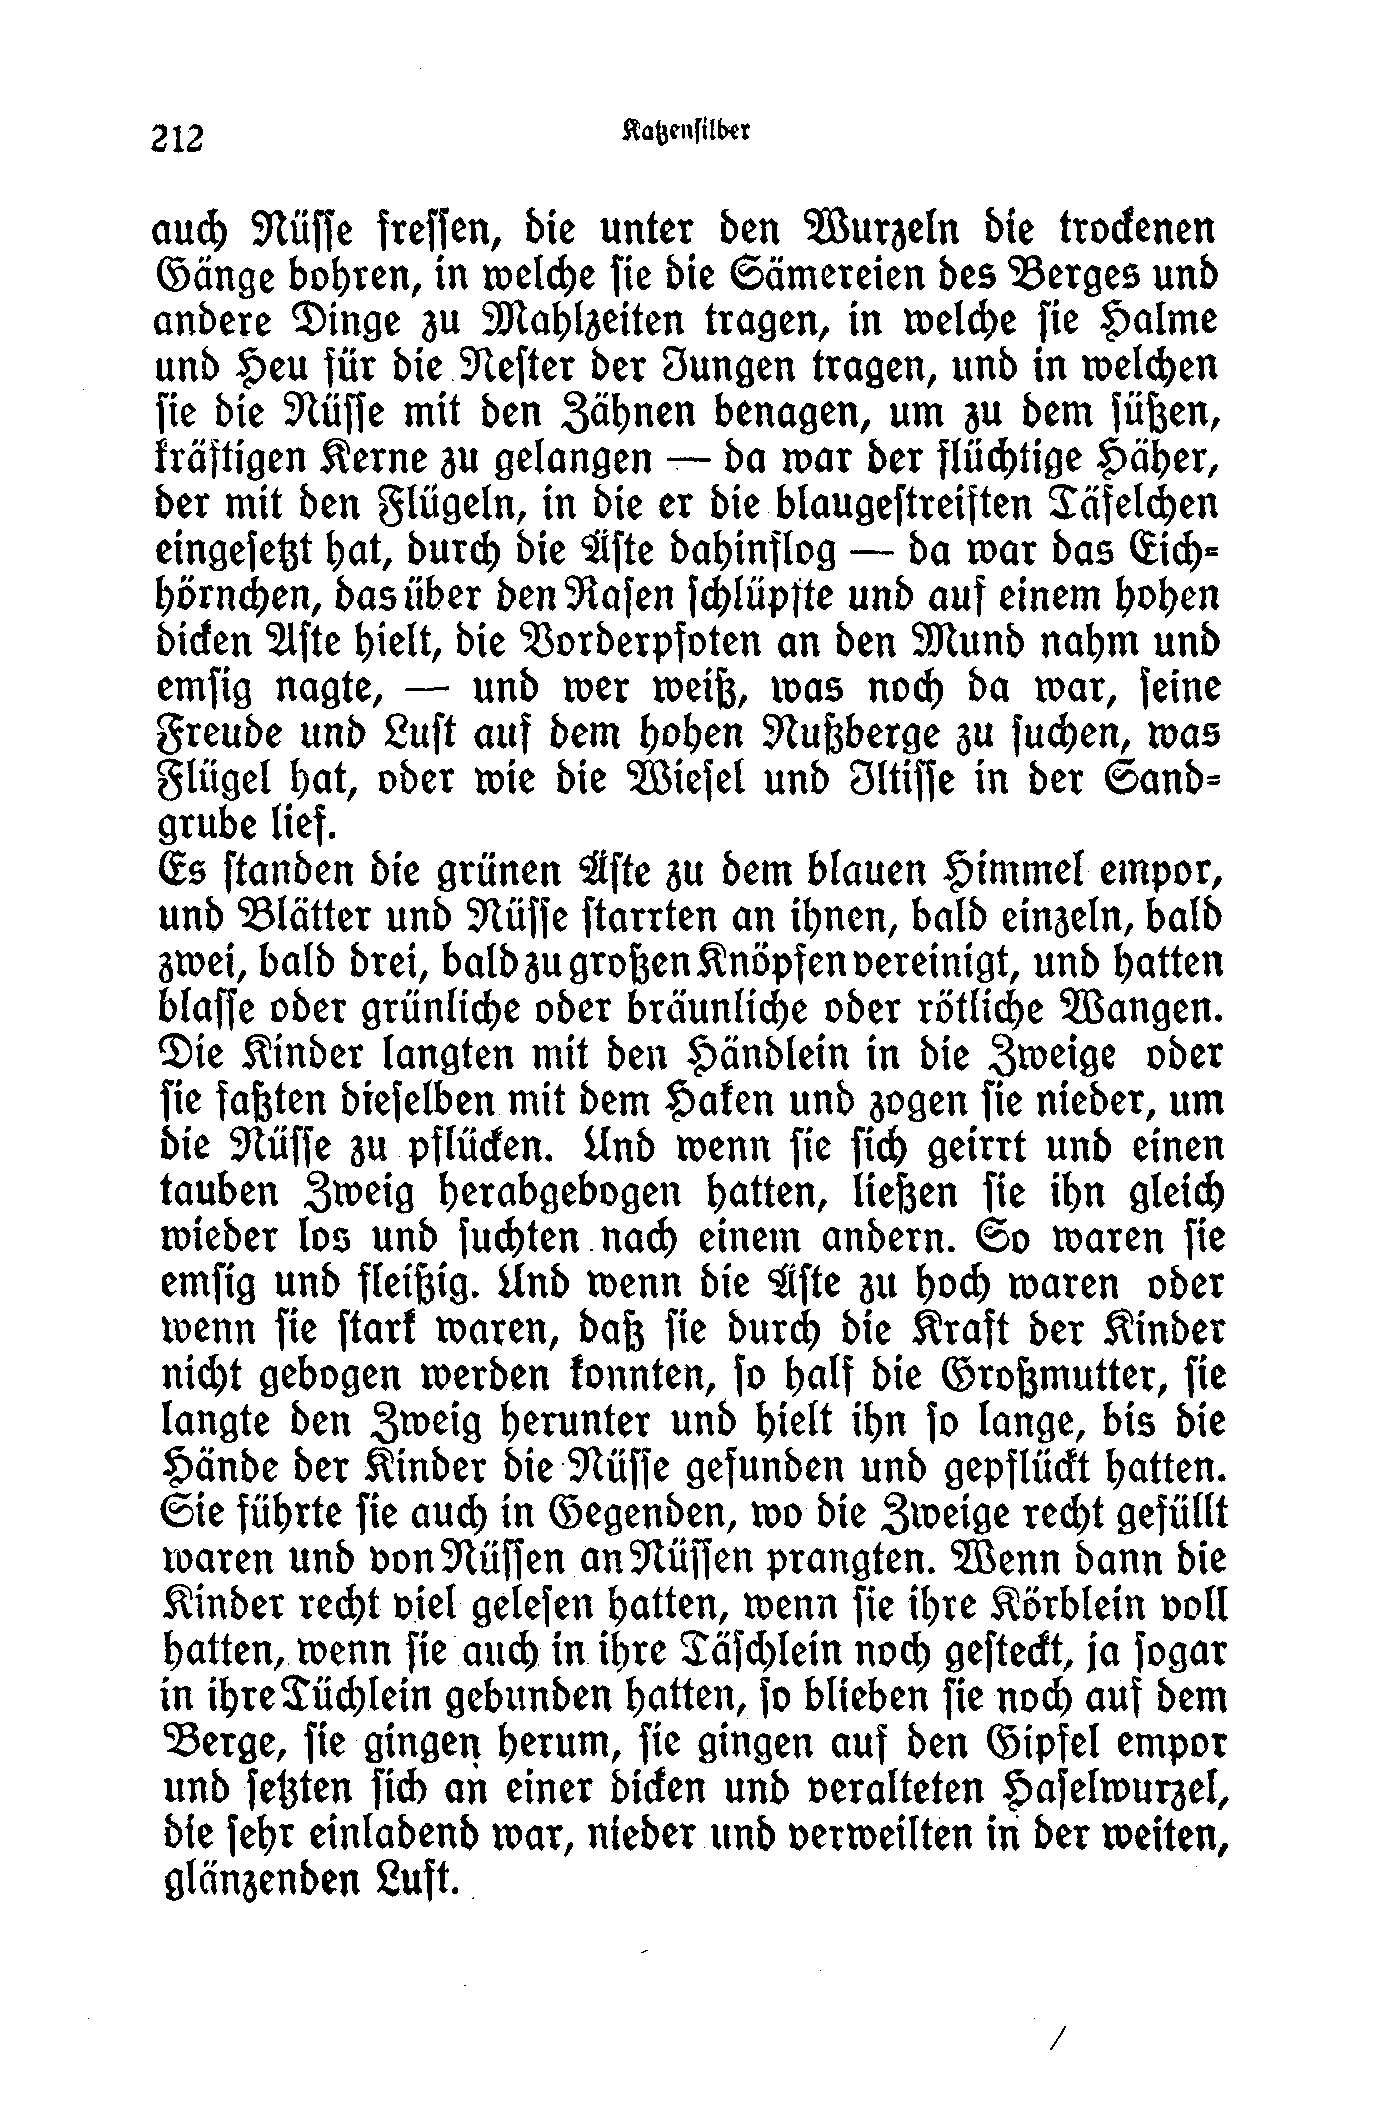 212
Katzensilber
auch Nüsse fressen, die unter den Wurzeln die trockenen
Gänge bohren, in welche sie die Sämereien des Berges und
andere Dinge zu Mahlzeiten tragen, in welche sie Halme
und Heu für die Nester der Jungen tragen, und in welchen
sie die Nüsse mit den Zähnen benagen, um zu dem süßen,
kräftigen Kerne zu gelangen — da war der flüchtige Häher,
der mit den Flügeln, in die er die blaugestreiften Täfelchen
eingesetzt hat, durch die Äste dahinflog — da war das Eich-
hörnchen, das über den Rasen schlüpfte und auf einem hohen
dicken Aste hielt, die Vorderpfoten an den Mund nahm und
emsig nagte, — und wer weiß, was noch da war, seine
Freude und Lust auf dem hohen Nußberge zu suchen, was
Flügel hat, oder wie die Wiesel und Iltisse in der Sand-
grube lief.
Es standen die grünen Äste zu dem blauen Himmel empor,
und Blätter und Nüsse starrten an ihnen, bald einzeln, bald
zwei, bald drei, bald zu großen Knöpfen vereinigt, und hatten
blasse oder grünliche oder bräunliche oder rötliche Wangen.
Die Kinder langten mit den Händlein in die Zweige oder
sie faßten dieselben mit dem Haken und zogen sie nieder, um
die Nüsse zu pflücken. Und wenn sie sich geirrt und einen
tauben Zweig herabgebogen hatten, ließen sie ihn gleich
wieder los und suchten nach einem andern. So waren sie
emsig und fleißig. Und wenn die Äste zu hoch waren oder
wenn sie stark waren, daß sie durch die Kraft der Kinder
nicht gebogen werden konnten, so half die Großmutter, sie
langte den Zweig herunter und hielt ihn so lange, bis die
Hände der Kinder die Nüsse gefunden und gepflückt hatten.
Sie führte sie auch in Gegenden, wo die Zweige recht gefüllt
waren und von Nüssen an Nüssen prangten. Wenn dann die
Kinder recht viel gelesen hatten, wenn sie ihre Körblein voll
hatten, wenn sie auch in ihre Täschlein noch gesteckt, ja sogar
in ihre Tüchlein gebunden hatten, so blieben sie noch auf dem
Berge, sie gingen herum, sie gingen auf den Gipfel empor
und setzten sich an einer dicken und veralteten Haselwurzel,
die sehr einladend war, nieder und verweilten in der weiten,
glänzenden Luft.